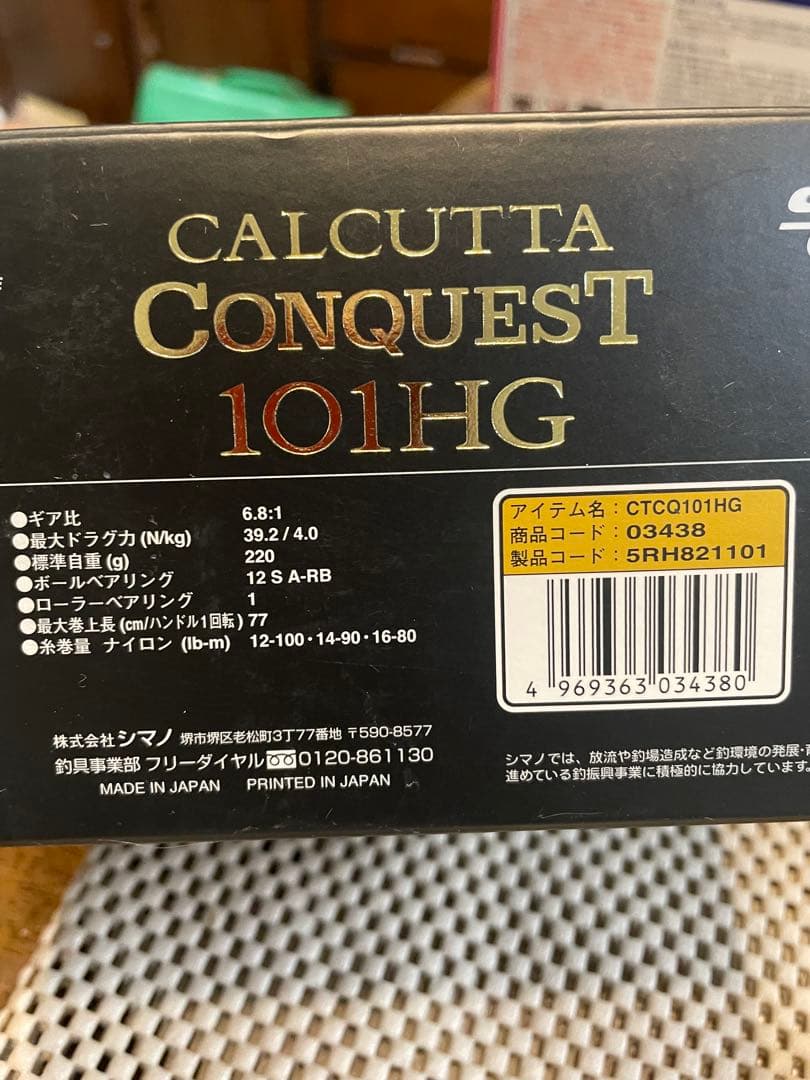 CALCUTTA
CONQUEST
101HG
●ギア比 6.8:1
●最大ドラグ力(N/kg) 39.2 / 4.0
●標準自重(g) 220
●ボールベアリング 12 S A-RB
●ローラーベアリング 1
●最大巻上長(cm/ハンドル1回転) 77
●糸巻量 ナイロン (lb-m) 12-100・14-90・16-80
アイテム名：CTCQ101HG
商品コード：03438
製品コード：5RH821101
4 969363 034380
株式会社シマノ 堺市堺区老松町3丁77番地 〒590-8577
釣具事業部 フリーダイヤル 0120-861130
MADE IN JAPAN PRINTED IN JAPAN
シマノでは、放流や釣場造成など釣環境の発展・
進めている釣振興事業に積極的に協力しています。